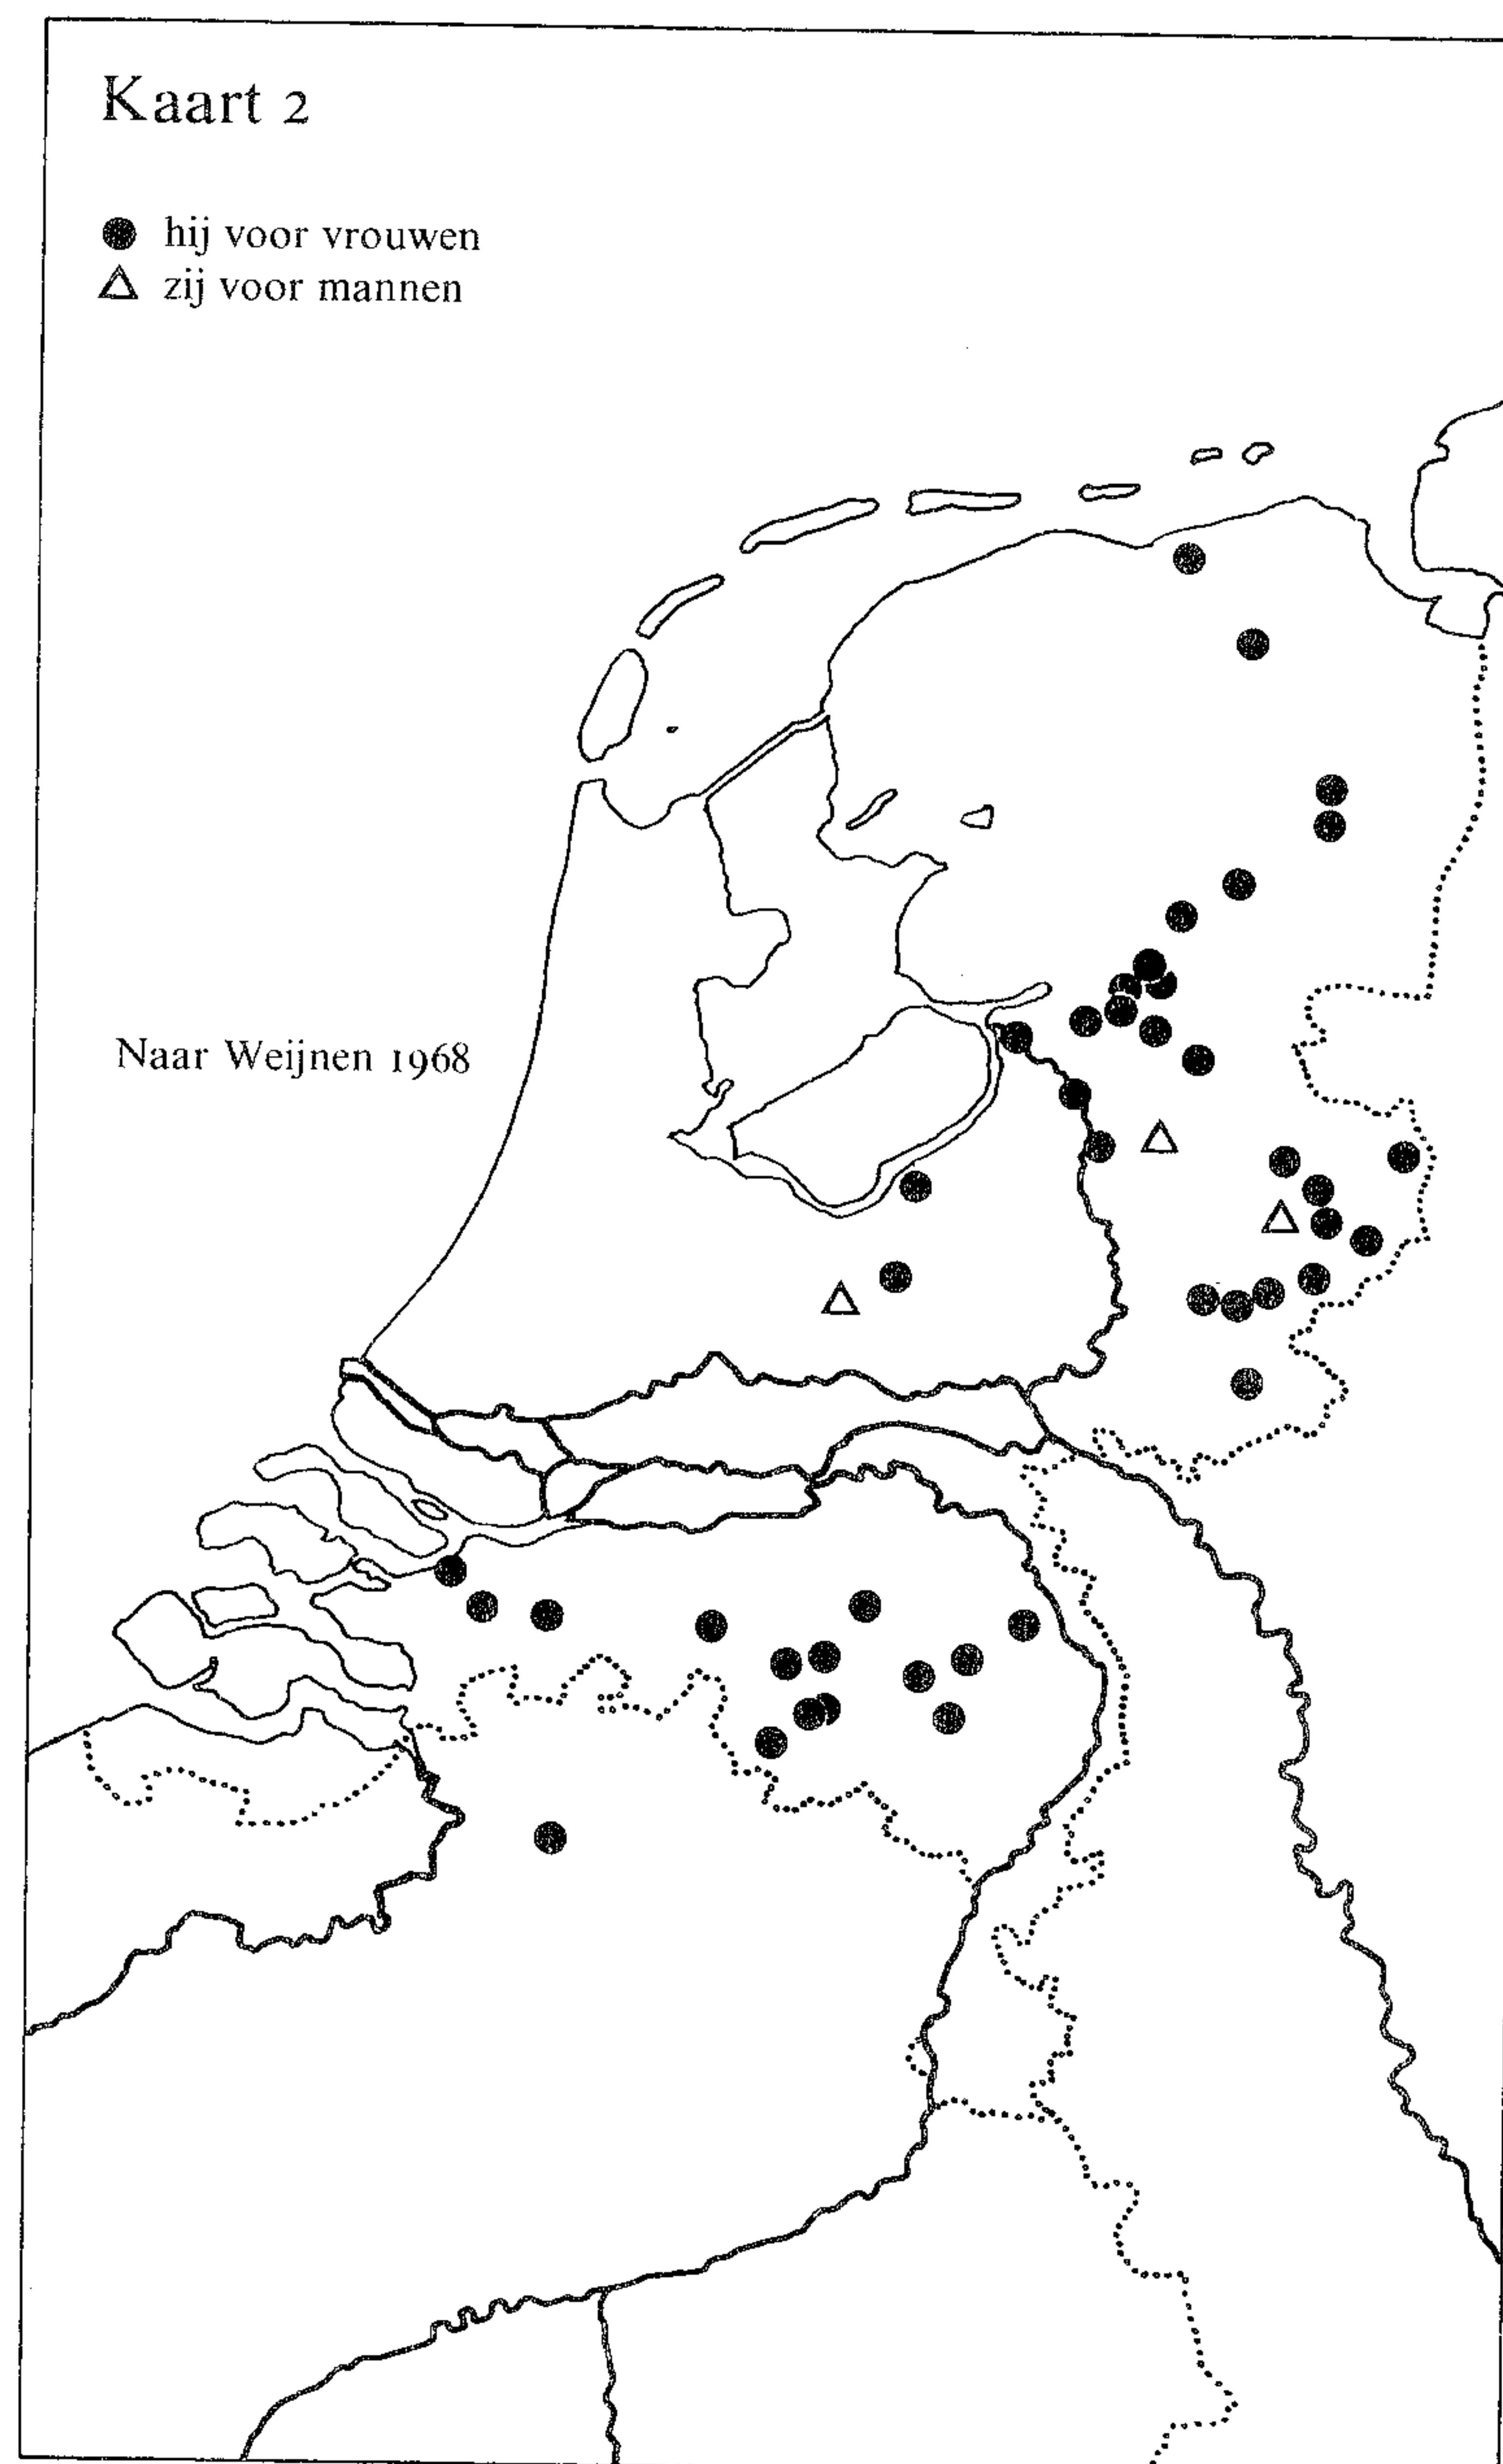 Kaart 2
hij voor vrouwen
zij voor mannen
Naar Weijnen 1968